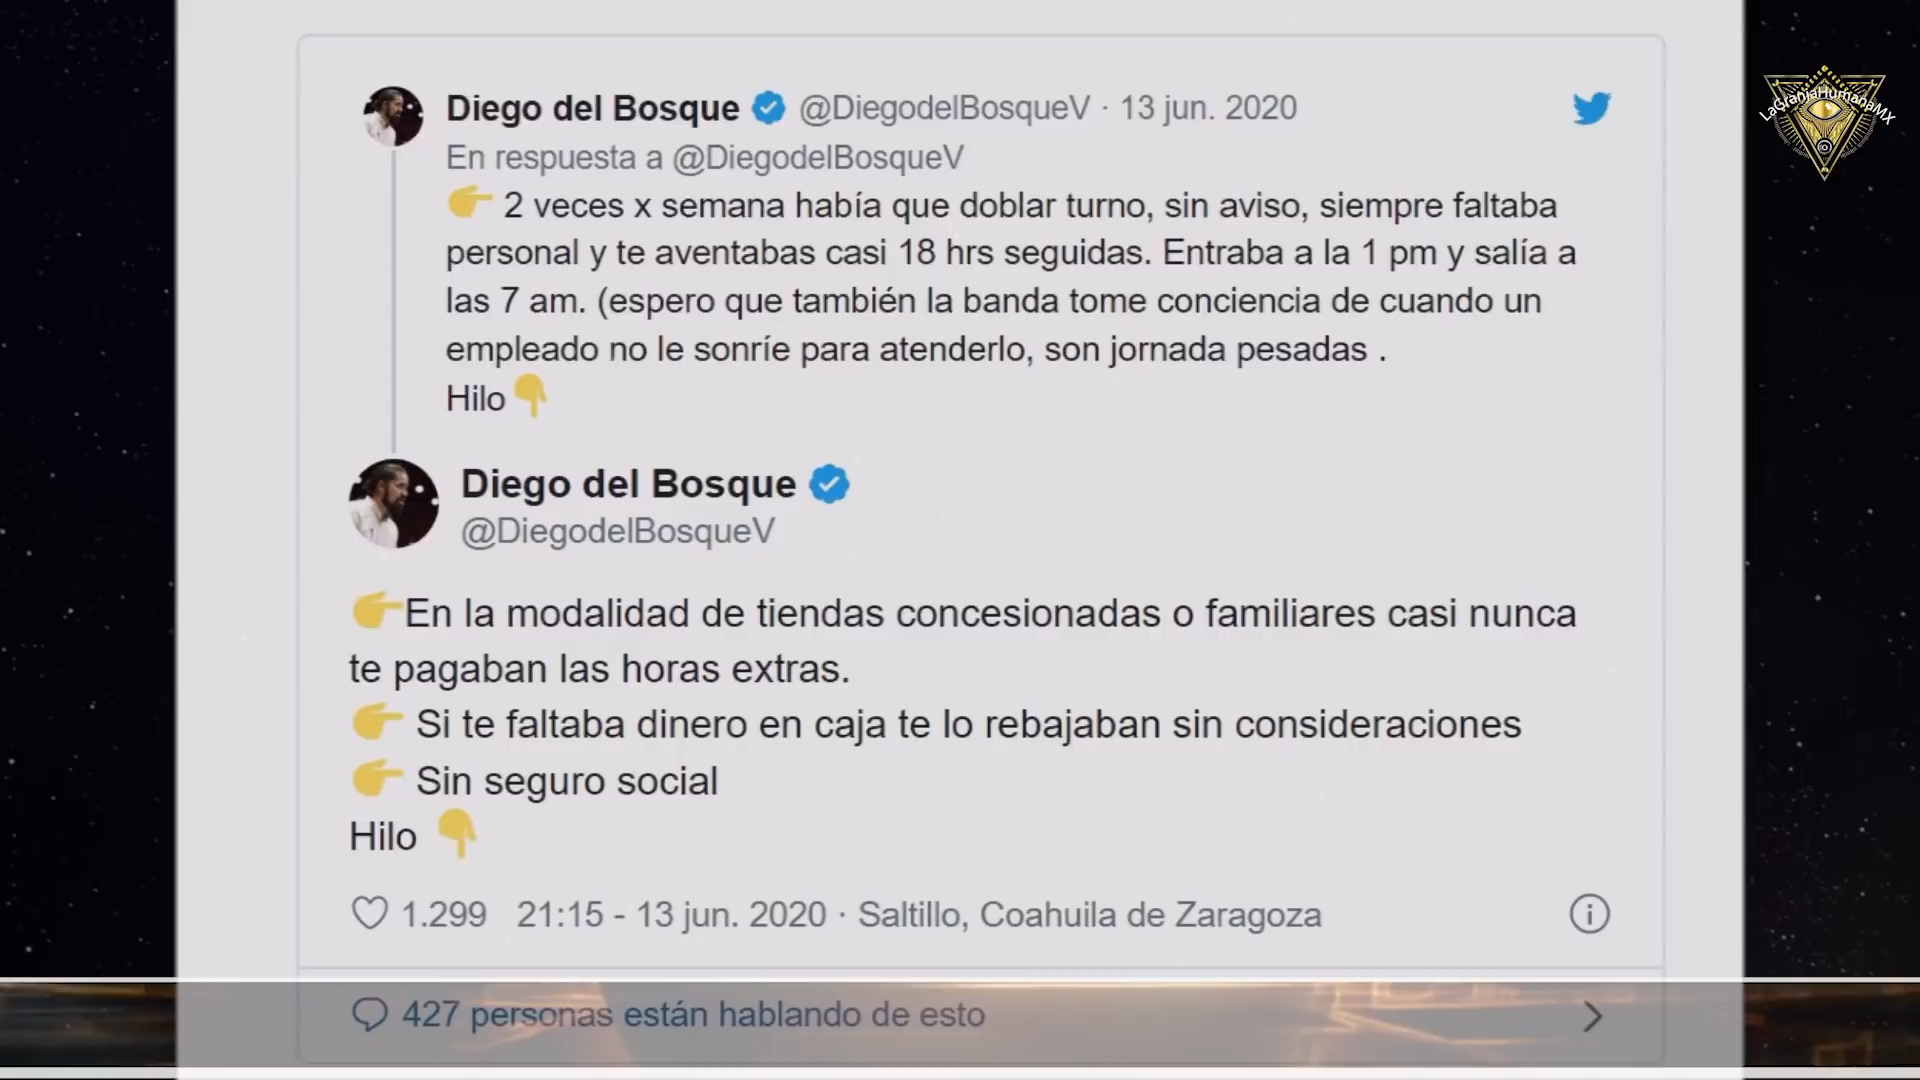 Diego del Bosque @DiegodelBosqueV · 13 jun. 2020
LaGranjaHumanaMX
En respuesta a @DiegodelBosqueV
👉 2 veces x semana había que doblar turno, sin aviso, siempre faltaba
personal y te aventabas casi 18 hrs seguidas. Entraba a la 1 pm y salía a
las 7 am. (espero que también la banda tome conciencia de cuando un
empleado no le sonríe para atenderlo, son jornada pesadas .
Hilo👇
Diego del Bosque
@DiegodelBosqueV
👉En la modalidad de tiendas concesionadas o familiares casi nunca
te pagaban las horas extras.
👉 Si te faltaba dinero en caja te lo rebajaban sin consideraciones
👉 Sin seguro social
Hilo 👇
1.299 21:15 - 13 jun. 2020 · Saltillo, Coahuila de Zaragoza
427 personas están hablando de esto